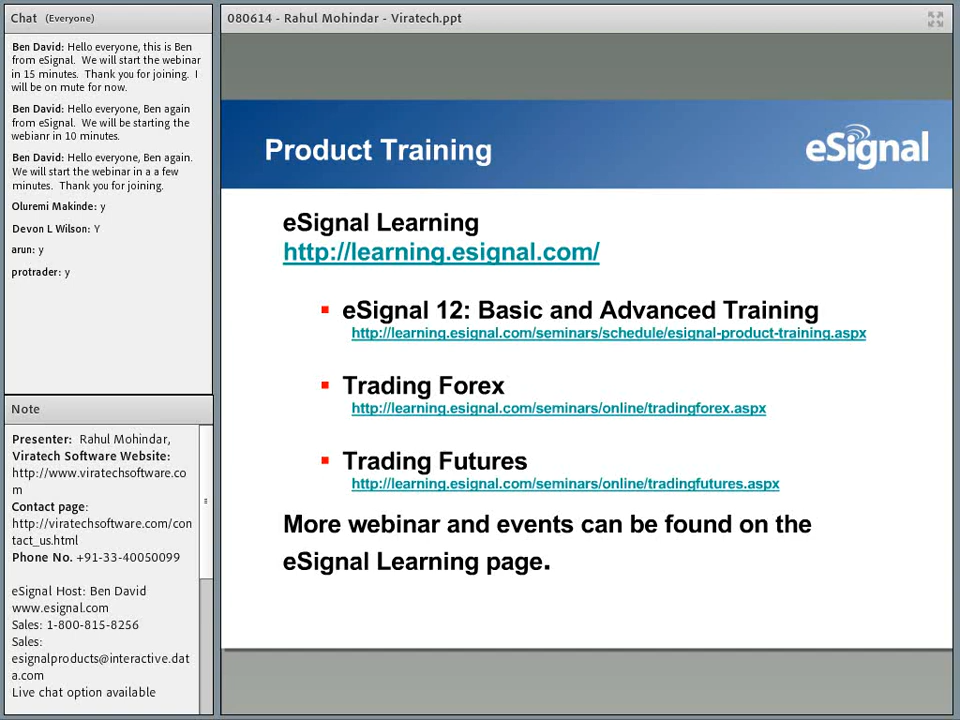 Chat (Everyone)
Ben David: Hello everyone, this is Ben
from eSignal. We will start the webinar
in 15 minutes. Thank you for joining. I
will be on mute for now.
Ben David: Hello everyone, Ben again
from eSignal. We will be starting the
webianr in 10 minutes.
Ben David: Hello everyone, Ben again.
We will start the webinar in a a few
minutes. Thank you for joining.
Oluremi Makinde: y
Devon L Wilson: Y
arun: y
protrader: y
Note
Presenter: Rahul Mohindar,
Viratech Software Website:
http://www.viratechsoftware.co
m
Contact page:
http://viratechsoftware.com/con
tact_us.html
Phone No. +91-33-40050099
eSignal Host: Ben David
www.esignal.com
Sales: 1-800-815-8256
Sales:
esignalproducts@interactive.dat
a.com
Live chat option available
080614 - Rahul Mohindar - Viratech.ppt
Product Training
eSignal
eSignal Learning
http://learning.esignal.com/
eSignal 12: Basic and Advanced Training
http://learning.esignal.com/seminars/schedule/esignal-product-training.aspx
Trading Forex
http://learning.esignal.com/seminars/online/tradingforex.aspx
Trading Futures
http://learning.esignal.com/seminars/online/tradingfutures.aspx
More webinar and events can be found on the
eSignal Learning page.